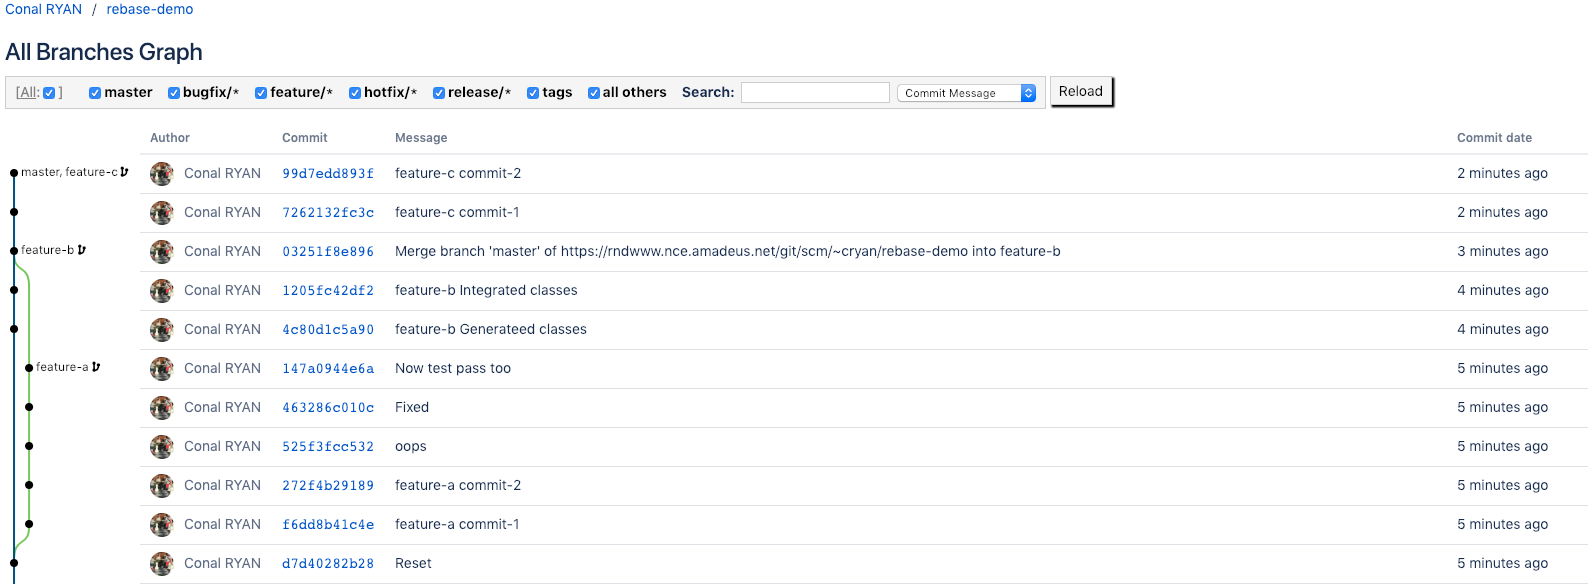 Conal RYAN / rebase-demo
All Branches Graph
[All: ] master bugfix/* feature/* hotfix/* release/* tags all others Search: Commit Message Reload
Author Commit Message Commit date
master, feature-c Conal RYAN 99d7edd893f feature-c commit-2 2 minutes ago
Conal RYAN 7262132fc3c feature-c commit-1 2 minutes ago
feature-b Conal RYAN 03251f8e896 Merge branch 'master' of https://rndwww.nce.amadeus.net/git/scm/~cryan/rebase-demo into feature-b 3 minutes ago
Conal RYAN 1205fc42df2 feature-b Integrated classes 4 minutes ago
Conal RYAN 4c80d1c5a90 feature-b Generateed classes 4 minutes ago
feature-a Conal RYAN 147a0944e6a Now test pass too 5 minutes ago
Conal RYAN 463286c010c Fixed 5 minutes ago
Conal RYAN 525f3fcc532 oops 5 minutes ago
Conal RYAN 272f4b29189 feature-a commit-2 5 minutes ago
Conal RYAN f6dd8b41c4e feature-a commit-1 5 minutes ago
Conal RYAN d7d40282b28 Reset 5 minutes ago